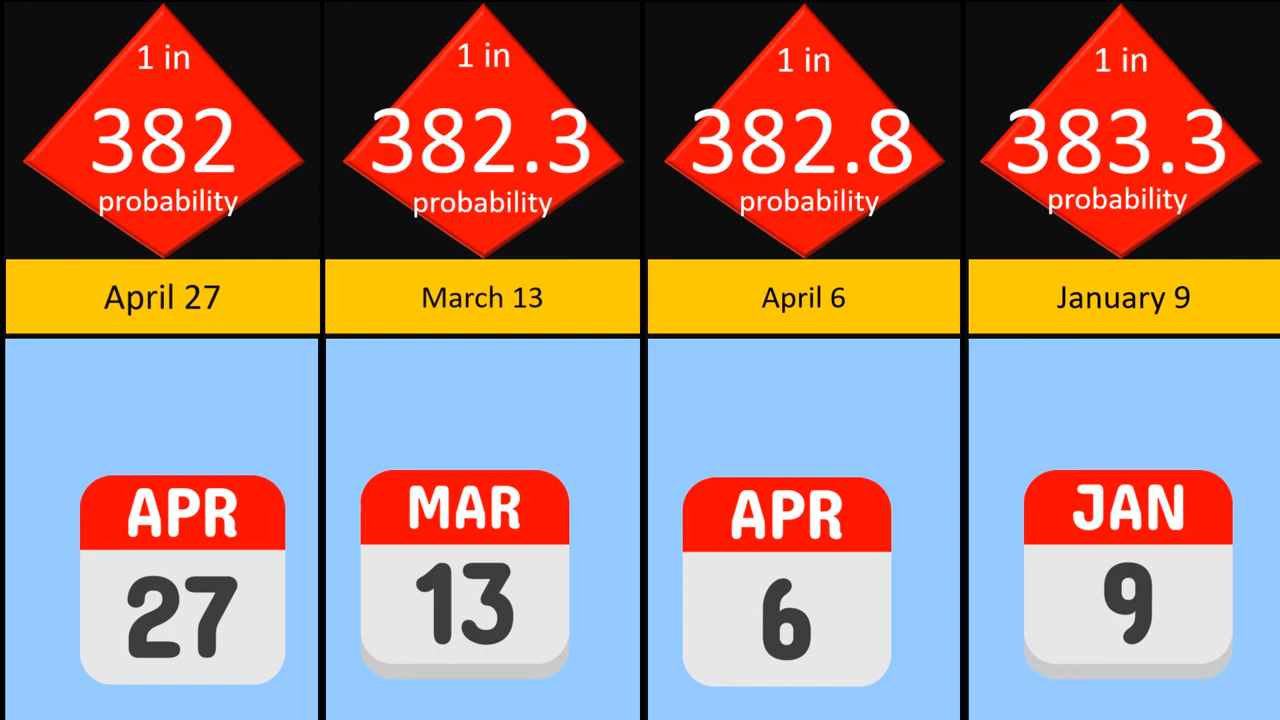 1 in
382
probability
April 27
APR
27
1 in
382.3
probability
March 13
MAR
13
1 in
382.8
probability
April 6
APR
6
1 in
383.3
probability
January 9
JAN
9